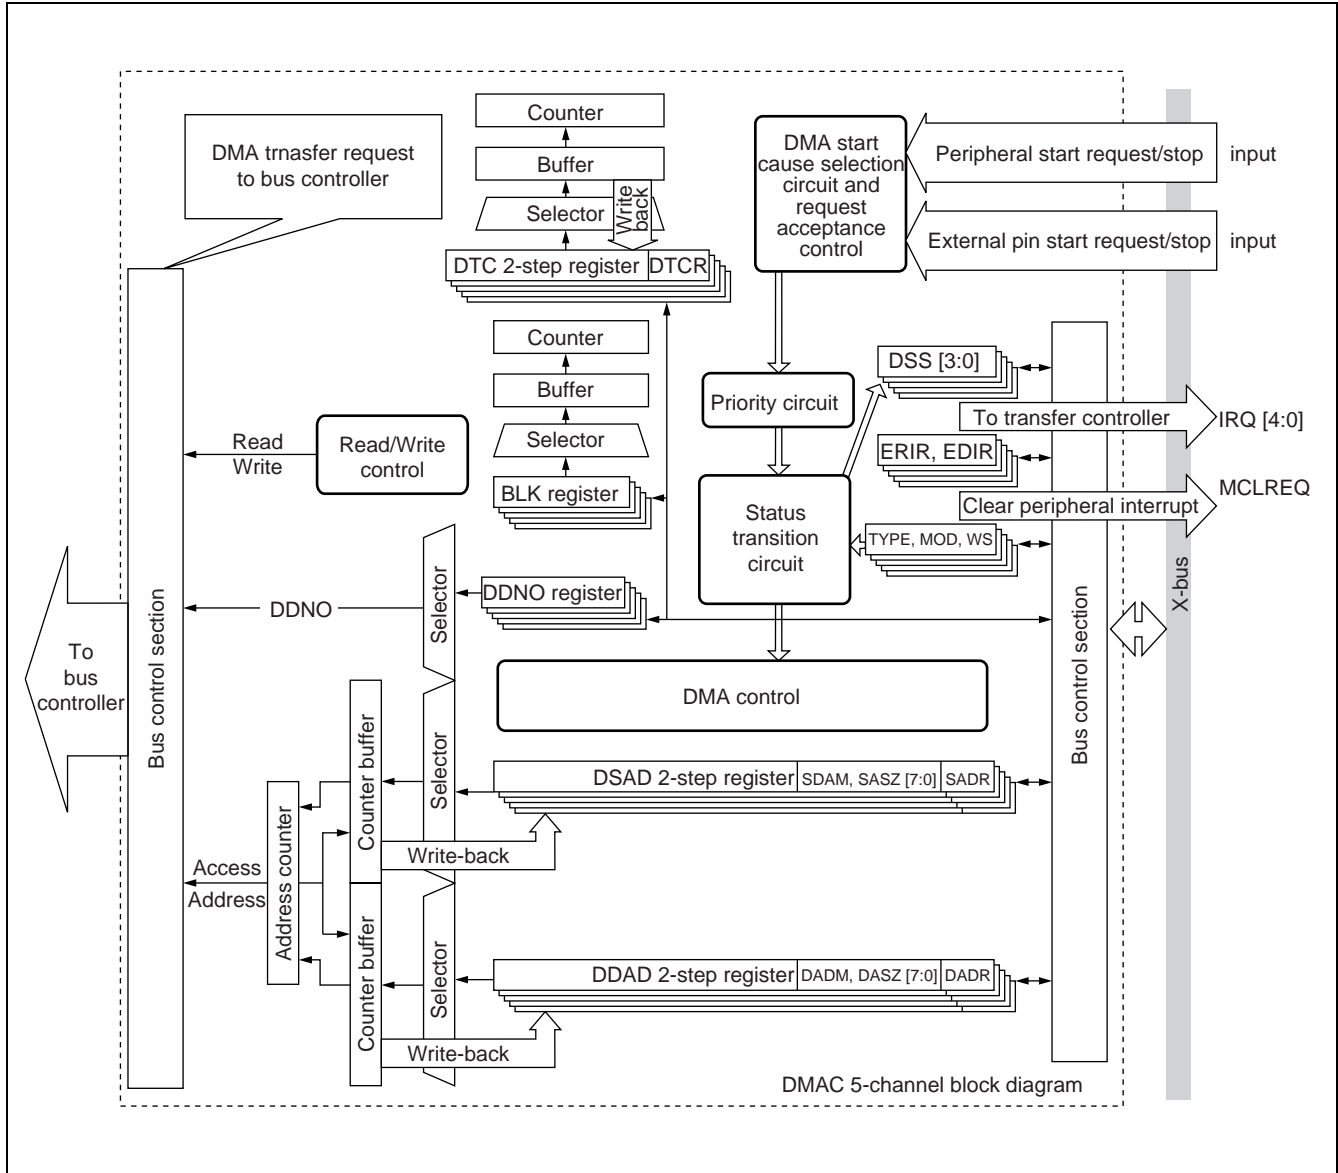 Counter
DMA trnasfer request
to bus controller
Buffer
Write
back
Selector
DTC 2-step register
DTCR
DMA start
cause selection
circuit and
request
acceptance
control
Peripheral start request/stop
input
External pin start request/stop
input
Counter
Buffer
Selector
BLK register
Read
Write
Read/Write
control
Priority circuit
DSS [3:0]
To transfer controller
IRQ [4:0]
ERIR, EDIR
MCLREQ
Clear peripheral interrupt
Status
transition
circuit
TYPE, MOD, WS
X-bus
Selector
DDNO register
DDNO
To
bus
controller
Bus control section
DMA control
Bus control section
Counter buffer
Selector
DSAD 2-step register
SDAM, SASZ [7:0]
SADR
Write-back
Access
Address
Address counter
Counter buffer
Selector
DDAD 2-step register
DADM, DASZ [7:0]
DADR
Write-back
DMAC 5-channel block diagram